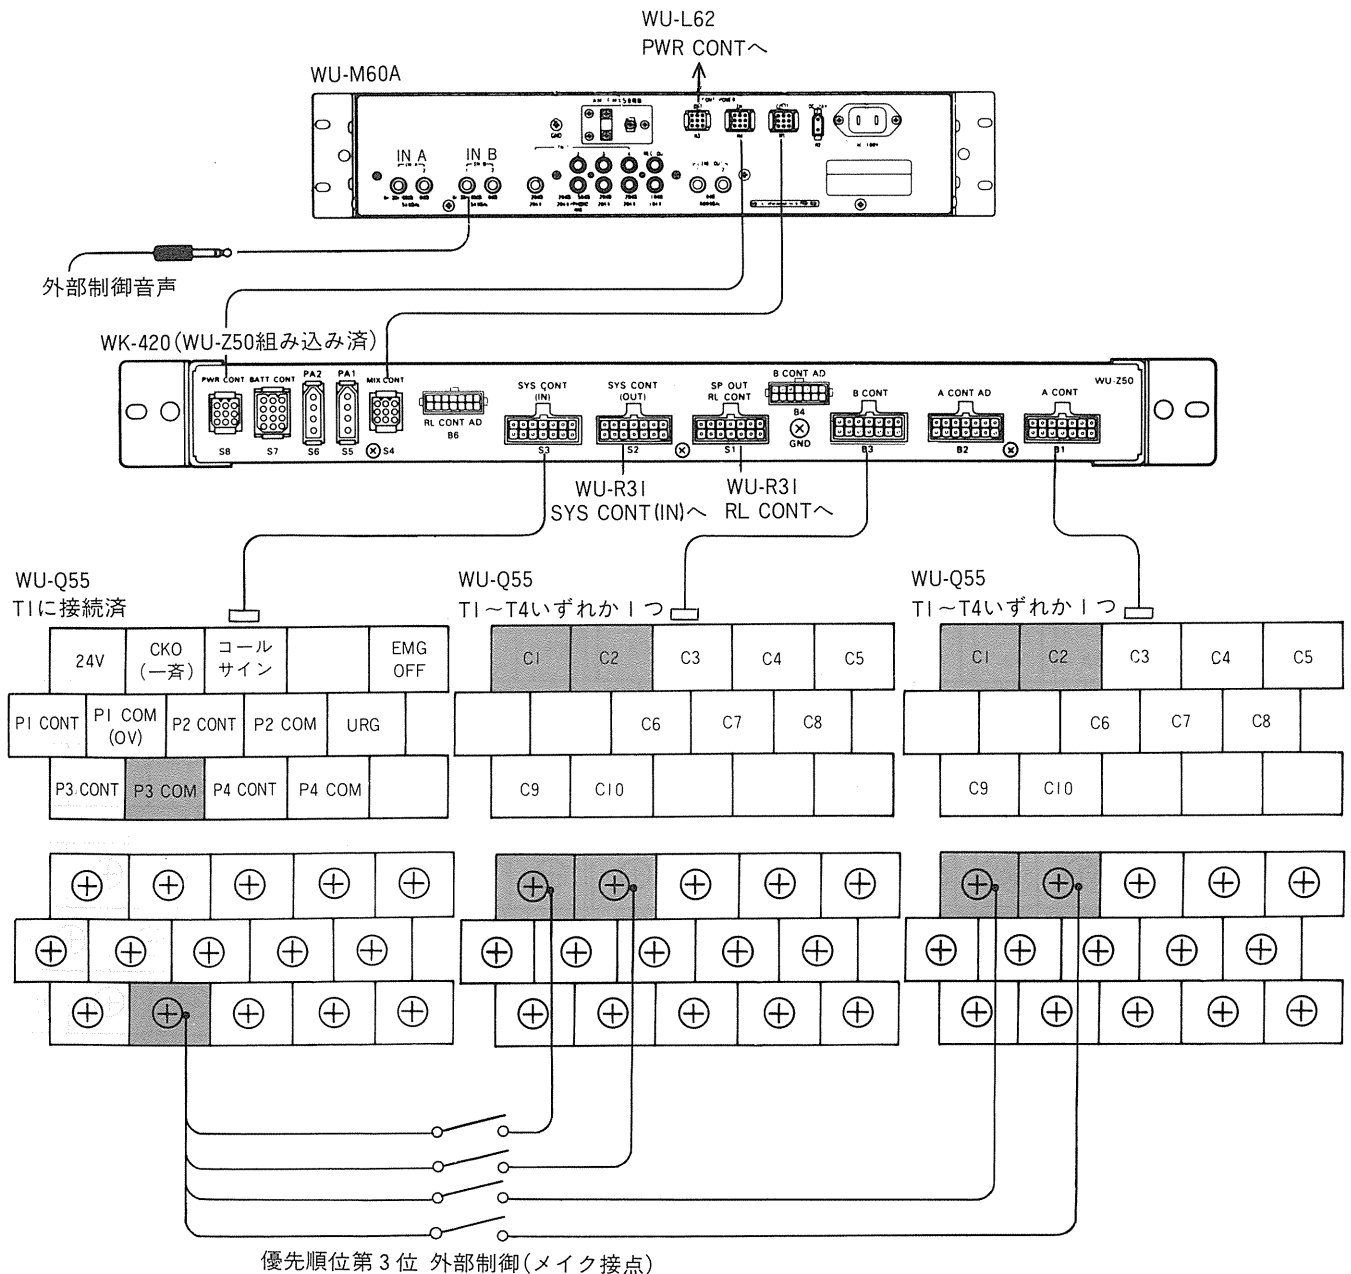 WU-L62
PWR CONTへ
WU-M60A
IN A
IN B
GND
外部制御音声
WK-420(WU-Z50組み込み済)
PWR CONT
BATT CONT
PA2
PA1
MIX CONT
RL CONT AD
B6
SYS CONT
(IN)
SYS CONT
(OUT)
SP OUT
RL CONT
B CONT AD
B4
GND
B CONT
A CONT AD
A CONT
WU-Z50
S8
S7
S6
S5
S4
S3
S2
S1
B3
B2
B1
WU-R31
SYS CONT(IN)へ
WU-R31
RL CONTへ
WU-Q55
T1に接続済
24V
CKO
(一斉)
コール
サイン
EMG
OFF
P1 CONT
P1 COM
(OV)
P2 CONT
P2 COM
URG
P3 CONT
P3 COM
P4 CONT
P4 COM
WU-Q55
T1～T4いずれか1つ
C1
C2
C3
C4
C5
C6
C7
C8
C9
C10
WU-Q55
T1～T4いずれか1つ
C1
C2
C3
C4
C5
C6
C7
C8
C9
C10
優先順位第3位 外部制御(メイク接点)